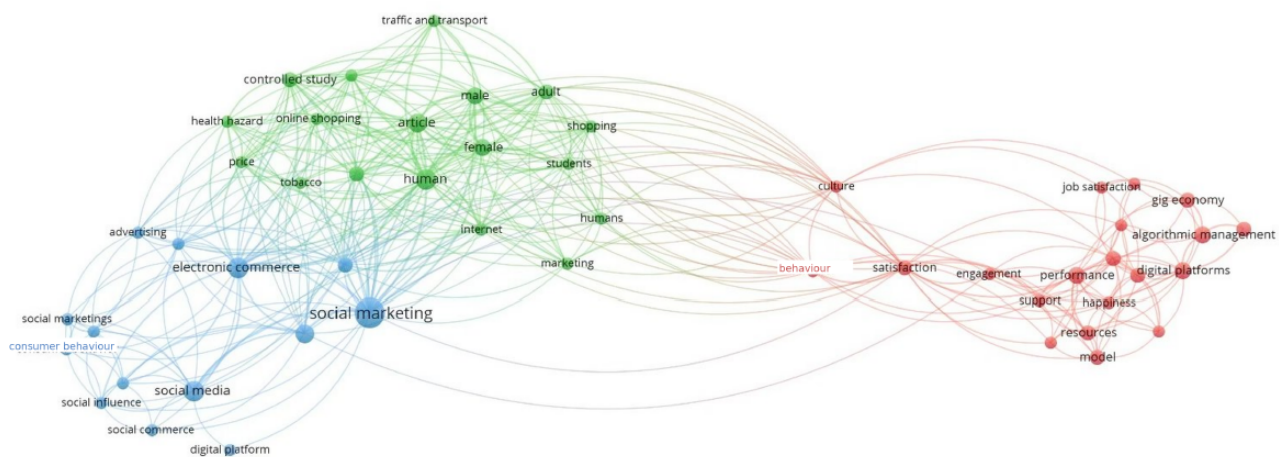 traffic and transport
controlled study
male
adult
health hazard
online shopping
article
shopping
female
price
students
tobacco
human
culture
job satisfaction
gig economy
humans
internet
advertising
algorithmic management
marketing
electronic commerce
behaviour
satisfaction
engagement
performance
digital platforms
support
happiness
social marketing
social marketings
resources
consumer behaviour
model
social media
social influence
social commerce
digital platform